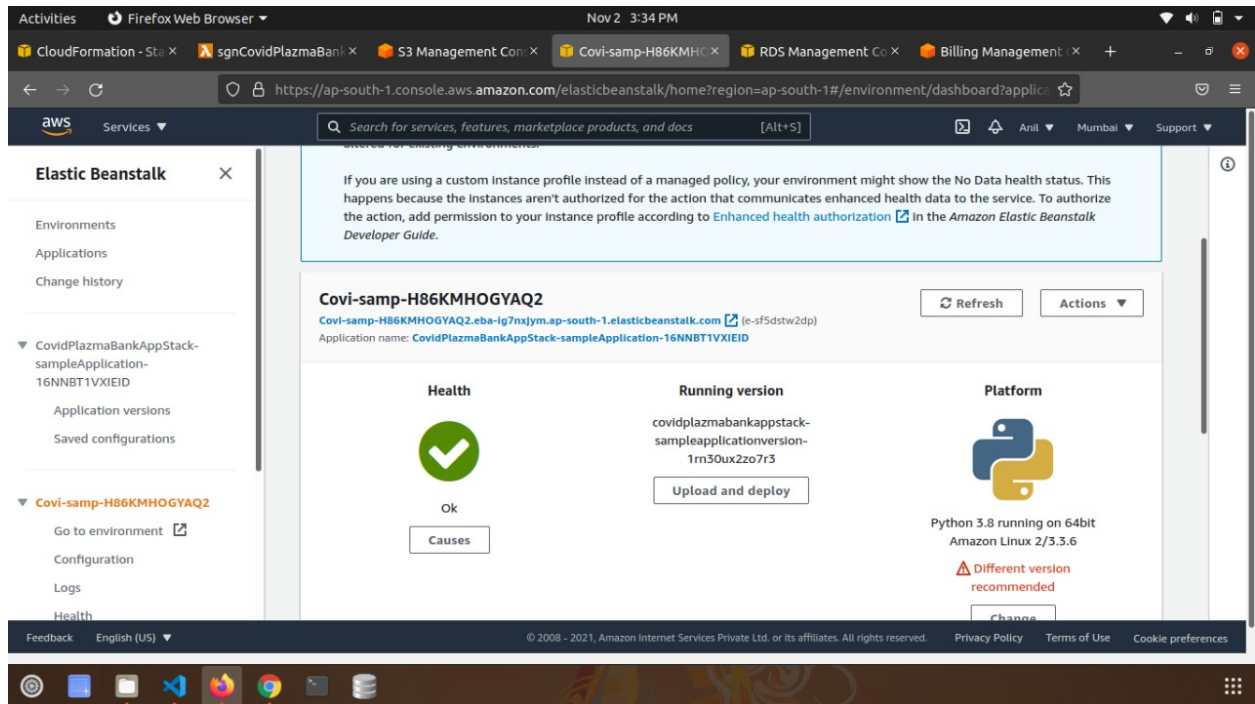 Activities Firefox Web Browser Nov 2 3:34 PM
CloudFormation - Sta sgnCovidPlazmaBank S3 Management Con Covi-samp-H86KMHO RDS Management Co Billing Management
https://ap-south-1.console.aws.amazon.com/elasticbeanstalk/home?region=ap-south-1#/environment/dashboard?applica
aws Services Search for services, features, marketplace products, and docs [Alt+S] Anil Mumbai Support
Elastic Beanstalk
Environments
Applications
Change history
CovidPlazmaBankAppStack-
sampleApplication-
16NNBT1VXIEID
Application versions
Saved configurations
Covi-samp-H86KMHOGYAQ2
Go to environment
Configuration
Logs
Health
altered for existing environments.
If you are using a custom instance profile instead of a managed policy, your environment might show the No Data health status. This
happens because the instances aren't authorized for the action that communicates enhanced health data to the service. To authorize
the action, add permission to your instance profile according to Enhanced health authorization in the Amazon Elastic Beanstalk
Developer Guide.
Covi-samp-H86KMHOGYAQ2
Refresh Actions
Covi-samp-H86KMHOGYAQ2.eba-ig7nxjym.ap-south-1.elasticbeanstalk.com (e-sf5dstw2dp)
Application name: CovidPlazmaBankAppStack-sampleApplication-16NNBT1VXIEID
Health
Ok
Causes
Running version
covidplazmabankappstack-
sampleapplicationversion-
1rn30ux2zo7r3
Upload and deploy
Platform
Python 3.8 running on 64bit
Amazon Linux 2/3.3.6
Different version
recommended
Change
Feedback English (US) © 2008 - 2021, Amazon Internet Services Private Ltd. or its affiliates. All rights reserved. Privacy Policy Terms of Use Cookie preferences